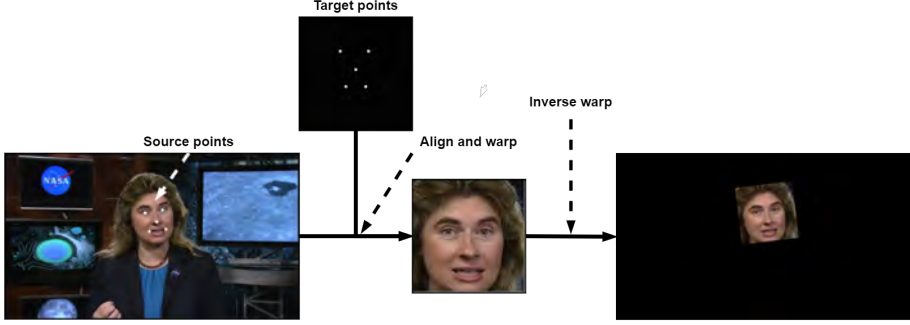 Target points
Inverse warp
Source points
Align and warp
NASA